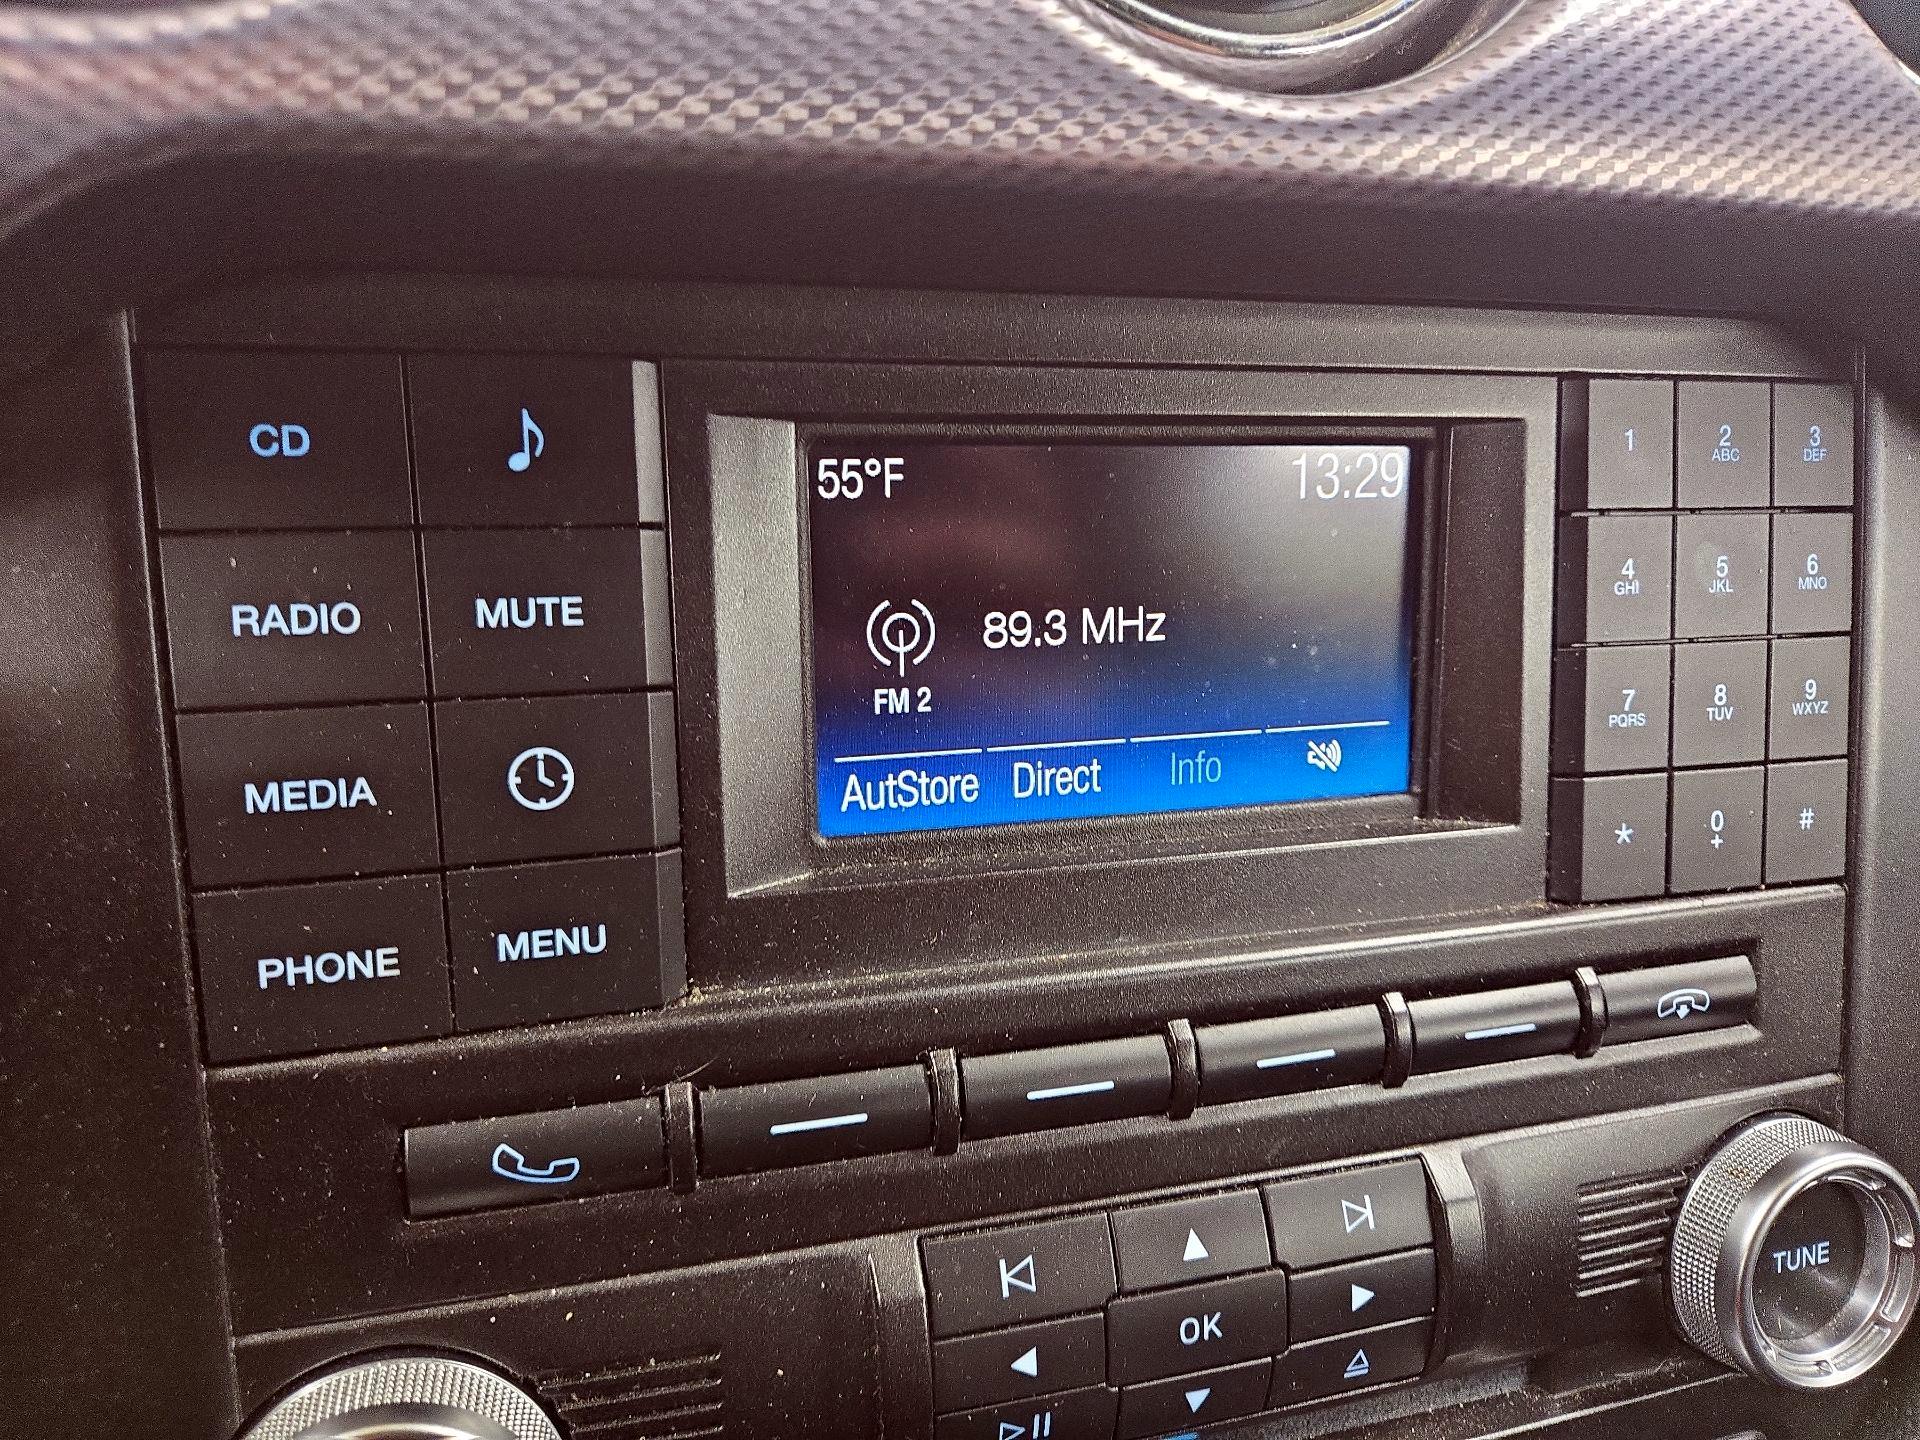 CD
RADIO
MUTE
MEDIA
PHONE
MENU
55°F
13:29
89.3 MHz
FM 2
AutStore
Direct
Info
1
2
ABC
3
DEF
4
GHI
5
JKL
6
MNO
7
PQRS
8
TUV
9
WXYZ
*
0
+
#
OK
TUNE